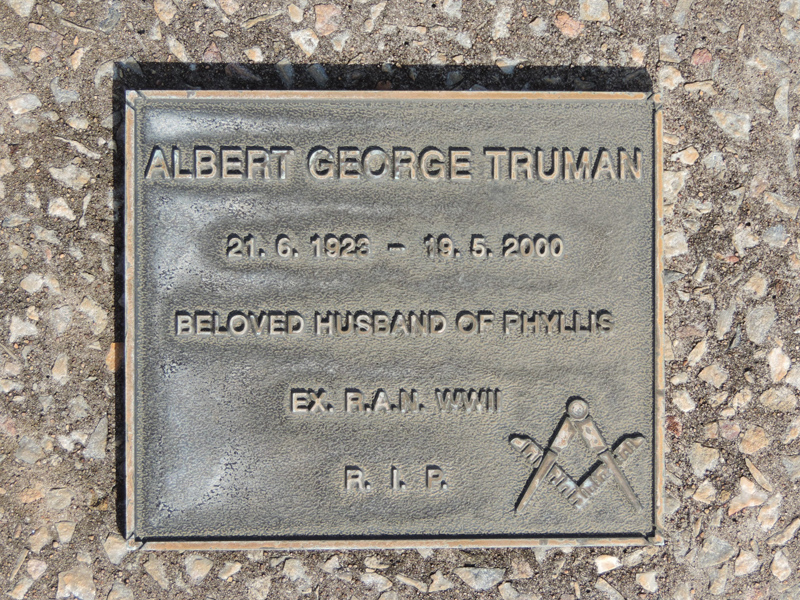 ALBERT GEORGE TRUMAN
21. 6. 1923 - 19. 5. 2000
BELOVED HUSBAND OF PHYLLIS
EX. R.A.N. WWII
R. I. P.